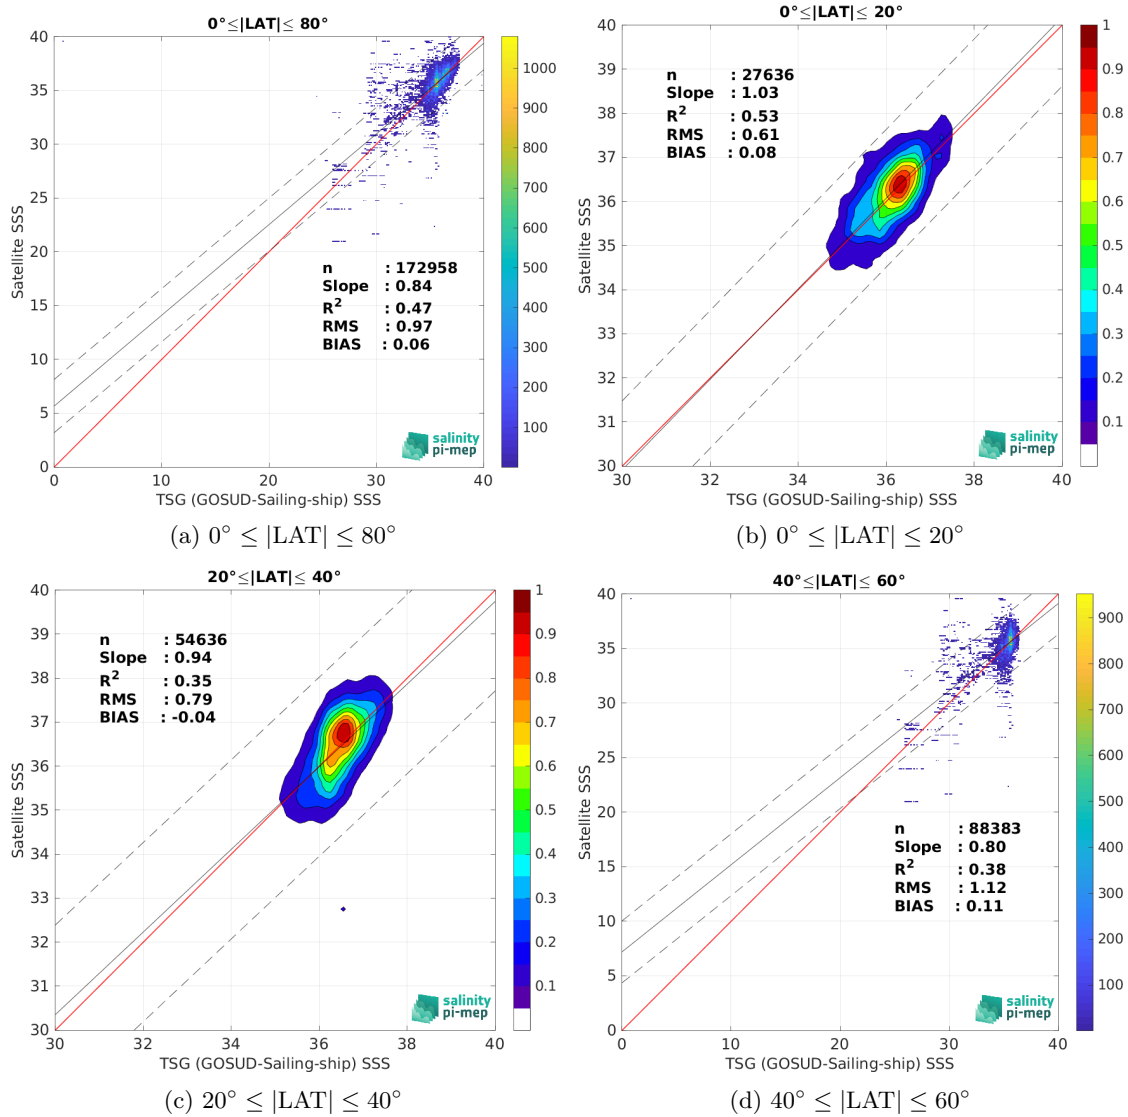 0°≤|LAT|≤ 80°
40
35
30
25
20
15
10
5
0
Satellite SSS
n : 172958
Slope : 0.84
R² : 0.47
RMS : 0.97
BIAS : 0.06
salinity
pi-mep
0 10 20 30 40
TSG (GOSUD-Sailing-ship) SSS
1000
900
800
700
600
500
400
300
200
100
(a) 0° ≤ |LAT| ≤ 80°
0°≤|LAT|≤ 20°
40
39
38
37
36
35
34
33
32
31
30
Satellite SSS
n : 27636
Slope : 1.03
R² : 0.53
RMS : 0.61
BIAS : 0.08
salinity
pi-mep
30 32 34 36 38 40
TSG (GOSUD-Sailing-ship) SSS
1
0.9
0.8
0.7
0.6
0.5
0.4
0.3
0.2
0.1
(b) 0° ≤ |LAT| ≤ 20°
20°≤|LAT|≤ 40°
40
39
38
37
36
35
34
33
32
31
30
Satellite SSS
n : 54636
Slope : 0.94
R² : 0.35
RMS : 0.79
BIAS : -0.04
salinity
pi-mep
30 32 34 36 38 40
TSG (GOSUD-Sailing-ship) SSS
1
0.9
0.8
0.7
0.6
0.5
0.4
0.3
0.2
0.1
(c) 20° ≤ |LAT| ≤ 40°
40°≤|LAT|≤ 60°
40
35
30
25
20
15
10
5
0
Satellite SSS
n : 88383
Slope : 0.80
R² : 0.38
RMS : 1.12
BIAS : 0.11
salinity
pi-mep
0 10 20 30 40
TSG (GOSUD-Sailing-ship) SSS
900
800
700
600
500
400
300
200
100
(d) 40° ≤ |LAT| ≤ 60°